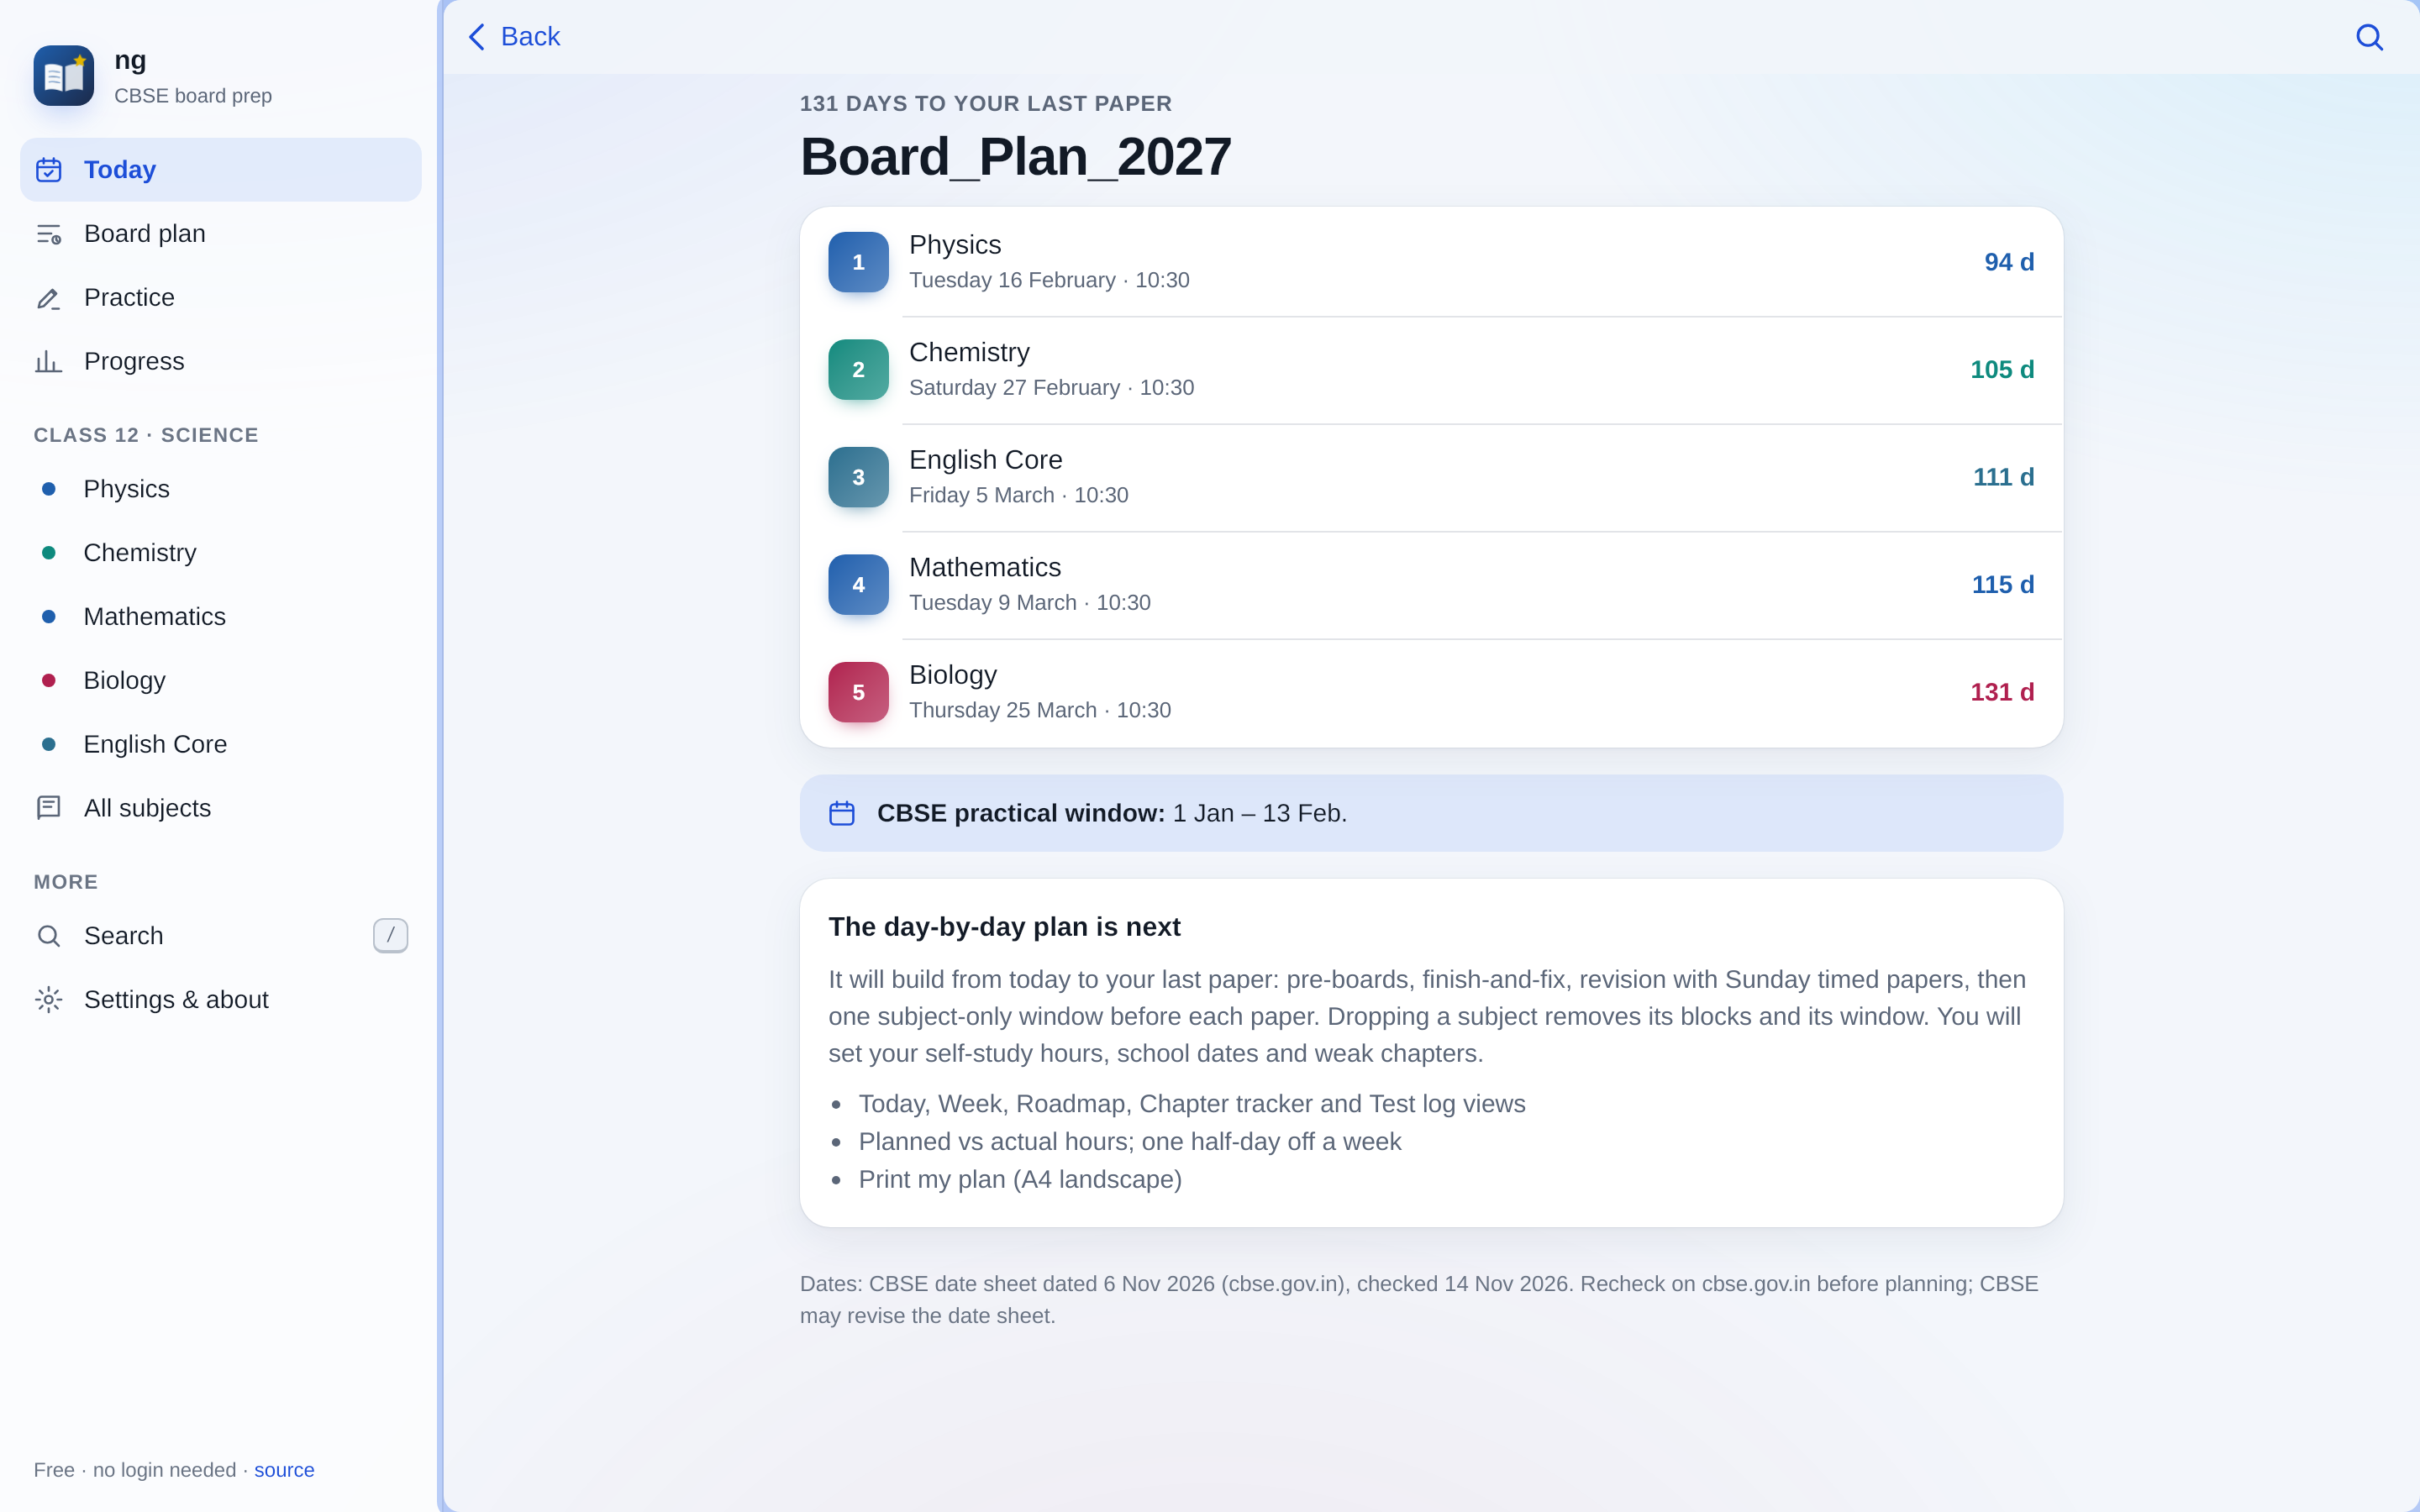 ng
CBSE board prep
Today
Board plan
Practice
Progress
CLASS 12 · SCIENCE
Physics
Chemistry
Mathematics
Biology
English Core
All subjects
MORE
Search
/
Settings & about
Free · no login needed · source
Back
131 DAYS TO YOUR LAST PAPER
Board_Plan_2027
1
Physics
Tuesday 16 February · 10:30
94 d
2
Chemistry
Saturday 27 February · 10:30
105 d
3
English Core
Friday 5 March · 10:30
111 d
4
Mathematics
Tuesday 9 March · 10:30
115 d
5
Biology
Thursday 25 March · 10:30
131 d
CBSE practical window: 1 Jan – 13 Feb.
The day-by-day plan is next
It will build from today to your last paper: pre-boards, finish-and-fix, revision with Sunday timed papers, then
one subject-only window before each paper. Dropping a subject removes its blocks and its window. You will
set your self-study hours, school dates and weak chapters.
• Today, Week, Roadmap, Chapter tracker and Test log views
• Planned vs actual hours; one half-day off a week
• Print my plan (A4 landscape)
Dates: CBSE date sheet dated 6 Nov 2026 (cbse.gov.in), checked 14 Nov 2026. Recheck on cbse.gov.in before planning; CBSE
may revise the date sheet.